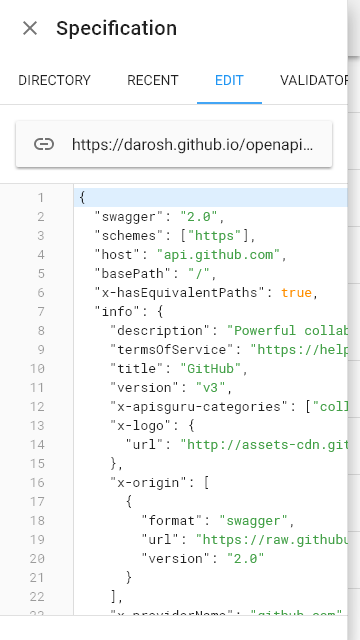 Specification
DIRECTORY RECENT EDIT VALIDATOR
https://darosh.github.io/openapi...
1 {
2 "swagger": "2.0",
3 "schemes": ["https"],
4 "host": "api.github.com",
5 "basePath": "/",
6 "x-hasEquivalentPaths": true,
7 "info": {
8 "description": "Powerful collab
9 "termsOfService": "https://help
10 "title": "GitHub",
11 "version": "v3",
12 "x-apisguru-categories": ["coll
13 "x-logo": {
14 "url": "http://assets-cdn.git
15 },
16 "x-origin": [
17 {
18 "format": "swagger",
19 "url": "https://raw.githubu
20 "version": "2.0"
21 }
22 ],
23 "x-providerName": "github.com"